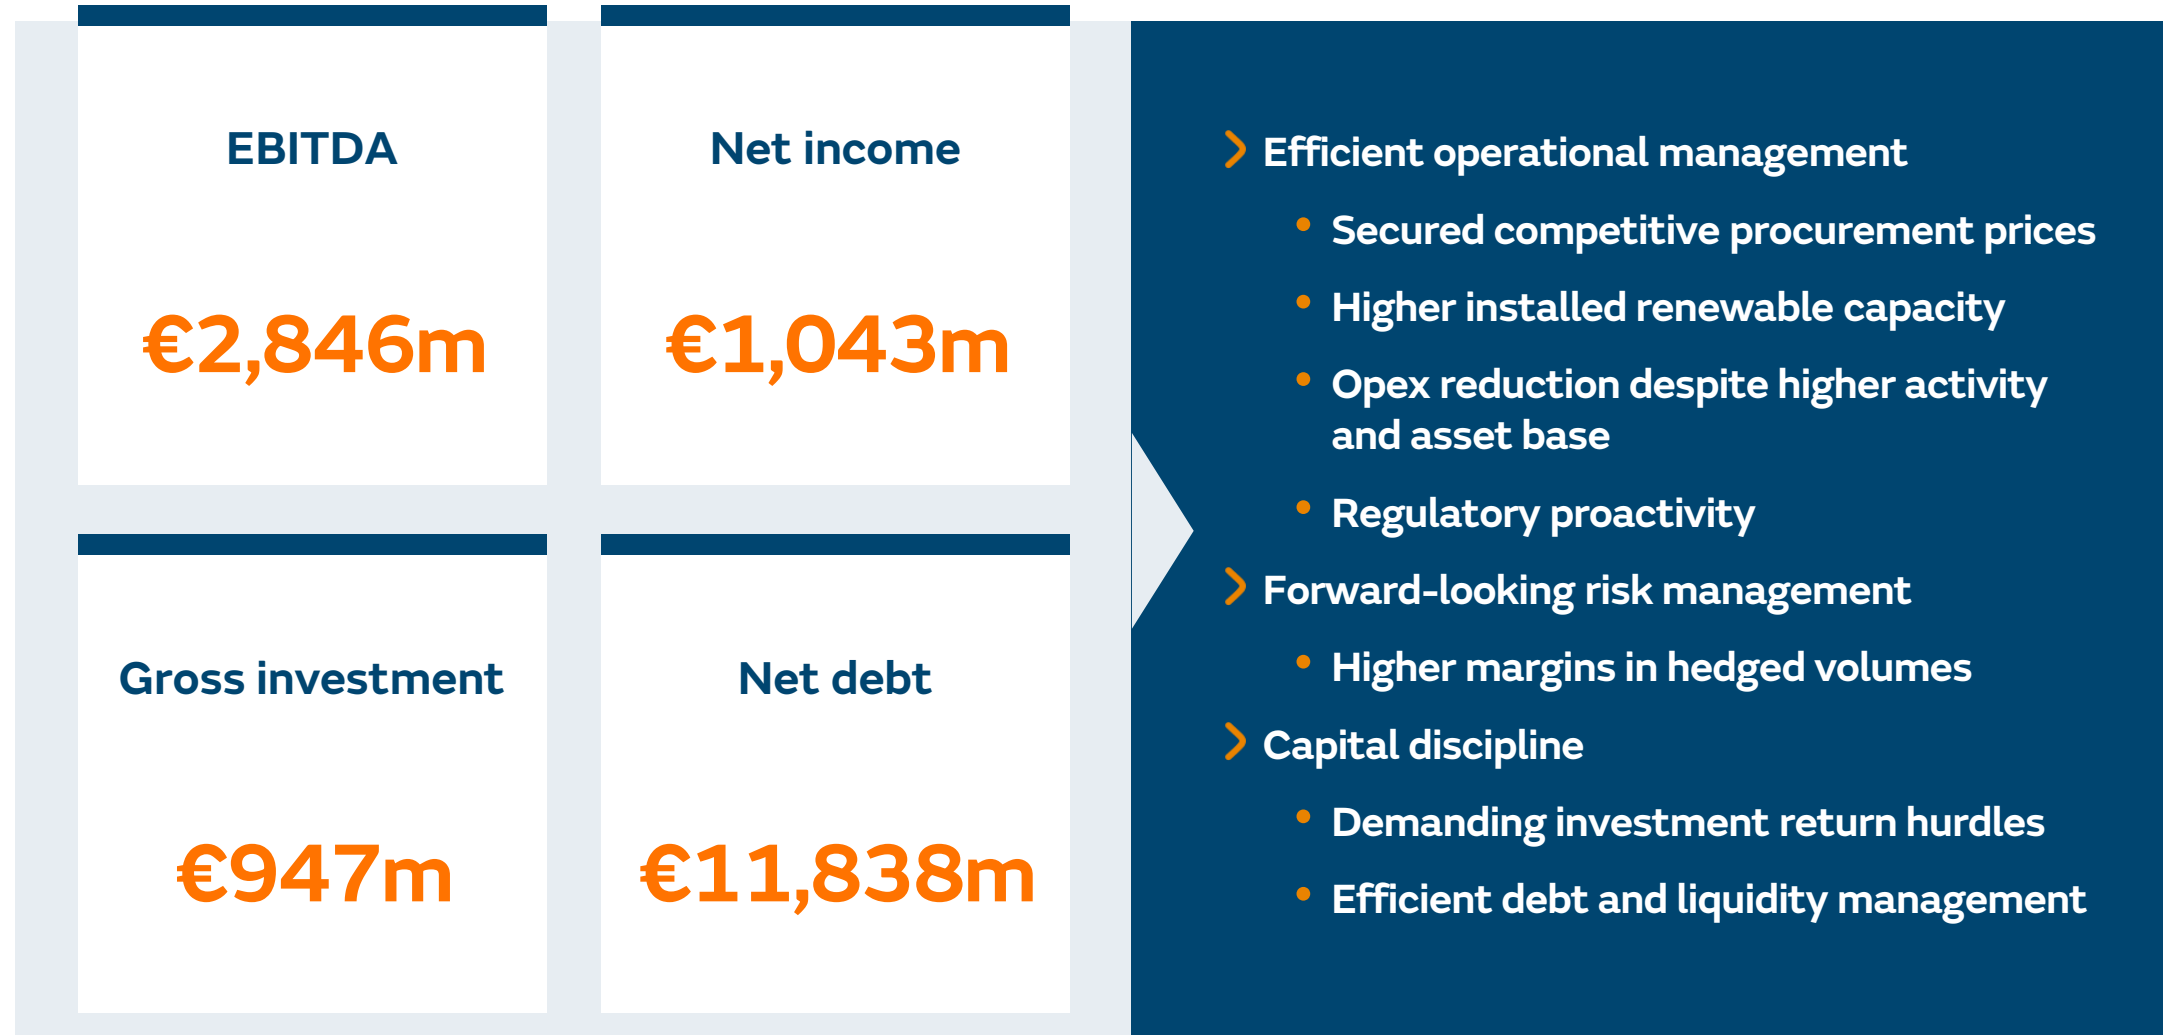 EBITDA
€2,846m
Net income
€1,043m
Gross investment
€947m
Net debt
€11,838m
Efficient operational management
Secured competitive procurement prices
Higher installed renewable capacity
Opex reduction despite higher activity
and asset base
Regulatory proactivity
Forward-looking risk management
Higher margins in hedged volumes
Capital discipline
Demanding investment return hurdles
Efficient debt and liquidity management